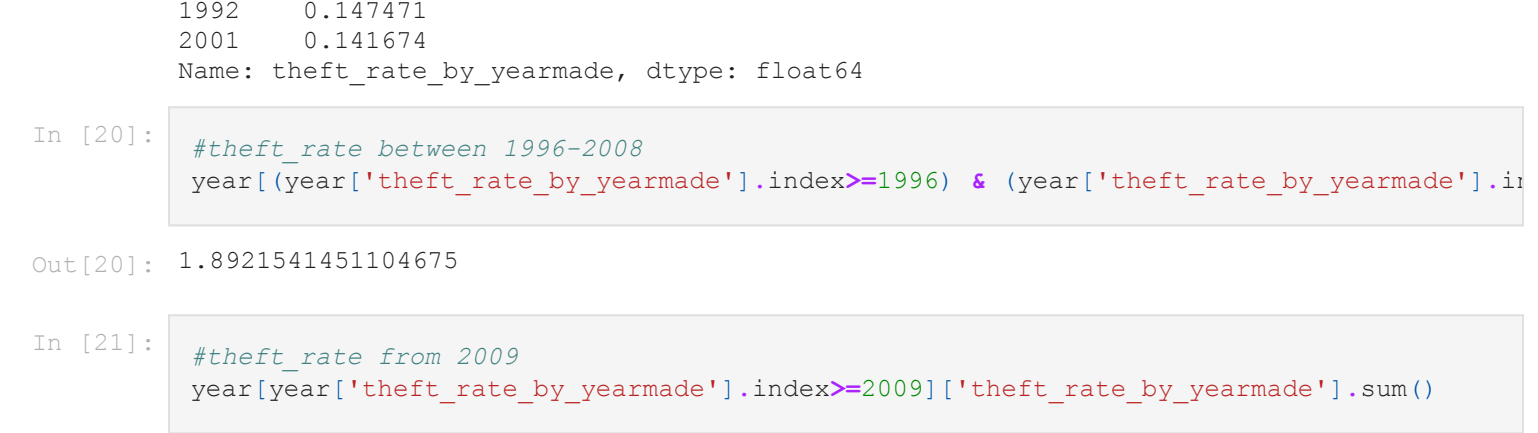 1992 0.147471
2001 0.141674
Name: theft_rate_by_yearmade, dtype: float64
In [20]:
#theft_rate between 1996-2008
year[(year['theft_rate_by_yearmade'].index>=1996) & (year['theft_rate_by_yearmade'].i
Out[20]: 1.8921541451104675
In [21]:
#theft_rate from 2009
year[year['theft_rate_by_yearmade'].index>=2009]['theft_rate_by_yearmade'].sum()